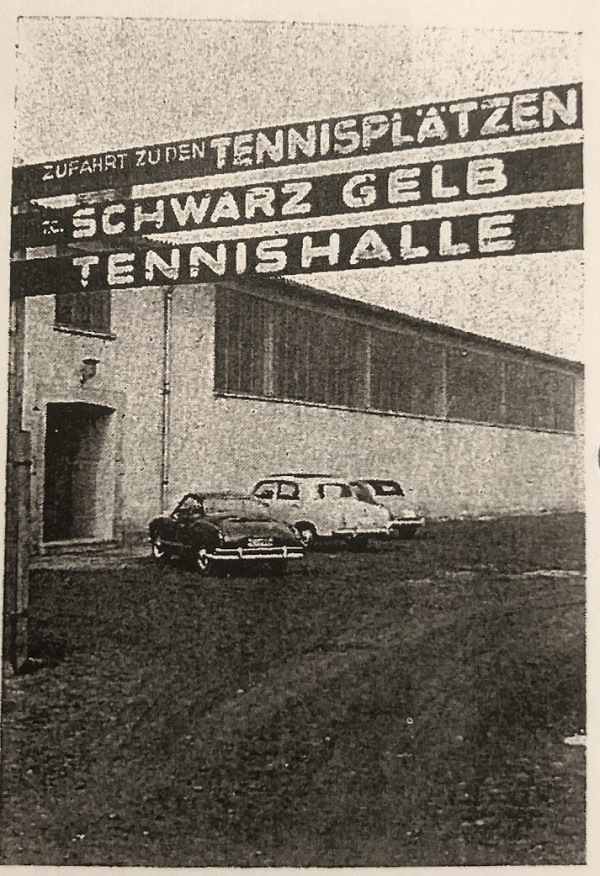 ZUFAHRT ZU DEN TENNISPLÄTZEN
T.C. SCHWARZ GELB
TENNISHALLE